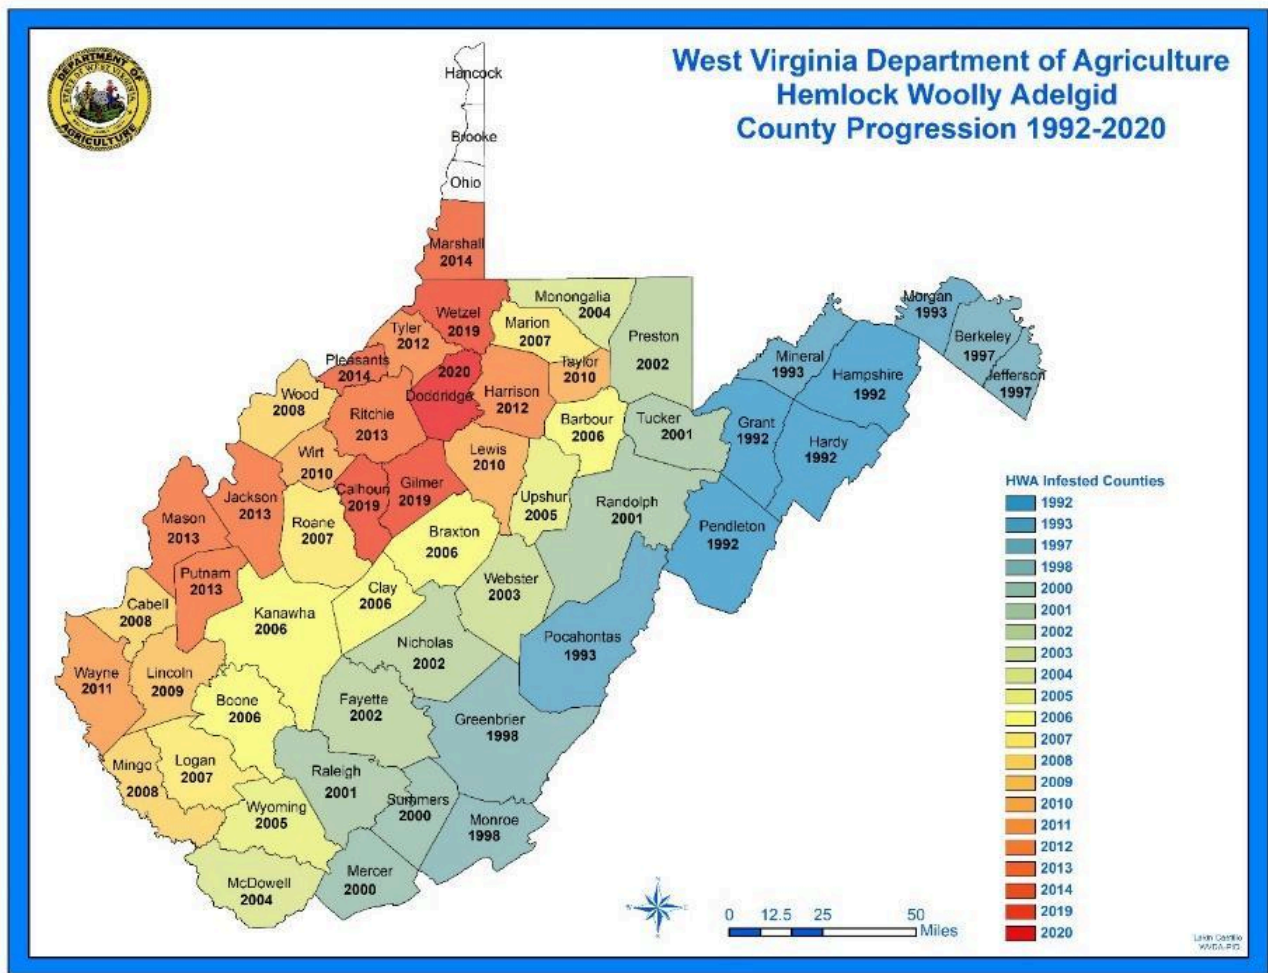 West Virginia Department of Agriculture
Hemlock Woolly Adelgid
County Progression 1992-2020
DEPARTMENT OF
AGRICULTURE
Hancock
Brooke
Ohio
Marshall
2014
Wetzel
2019
Monongalia
2004
Marion
2007
Preston
2002
Tyler
2012
Pleasants
2014
2020
Doddridge
Harrison
2012
Taylor
2010
Wood
2008
Ritchie
2013
Barbour
2006
Tucker
2001
Morgan
1993
Berkeley
1997
Jefferson
1997
Mineral
1993
Hampshire
1992
Grant
1992
Hardy
1992
Pendleton
1992
Wirt
2010
Lewis
2010
Calhoun
2019
Gilmer
2019
Upshur
2005
Randolph
2001
Jackson
2013
Mason
2013
Roane
2007
Braxton
2006
Putnam
2013
Clay
2006
Webster
2003
Cabell
2008
Kanawha
2006
Nicholas
2002
Pocahontas
1993
Wayne
2011
Lincoln
2009
Boone
2006
Fayette
2002
Greenbrier
1998
Mingo
2008
Logan
2007
Raleigh
2001
Summers
2000
Monroe
1998
Wyoming
2005
McDowell
2004
Mercer
2000
HWA Infested Counties
1992
1993
1997
1998
2000
2001
2002
2003
2004
2005
2006
2007
2008
2009
2010
2011
2012
2013
2014
2019
2020
0 12.5 25 50
Miles